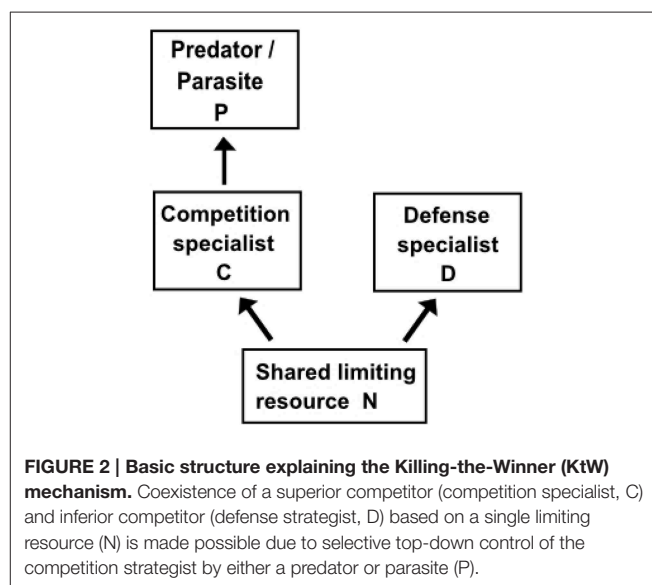 Predator /
Parasite
P
Competition
specialist
C
Defense
specialist
D
Shared limiting
resource N
FIGURE 2 | Basic structure explaining the Killing-the-Winner (KtW)
mechanism. Coexistence of a superior competitor (competition specialist, C)
and inferior competitor (defense strategist, D) based on a single limiting
resource (N) is made possible due to selective top-down control of the
competition strategist by either a predator or parasite (P).